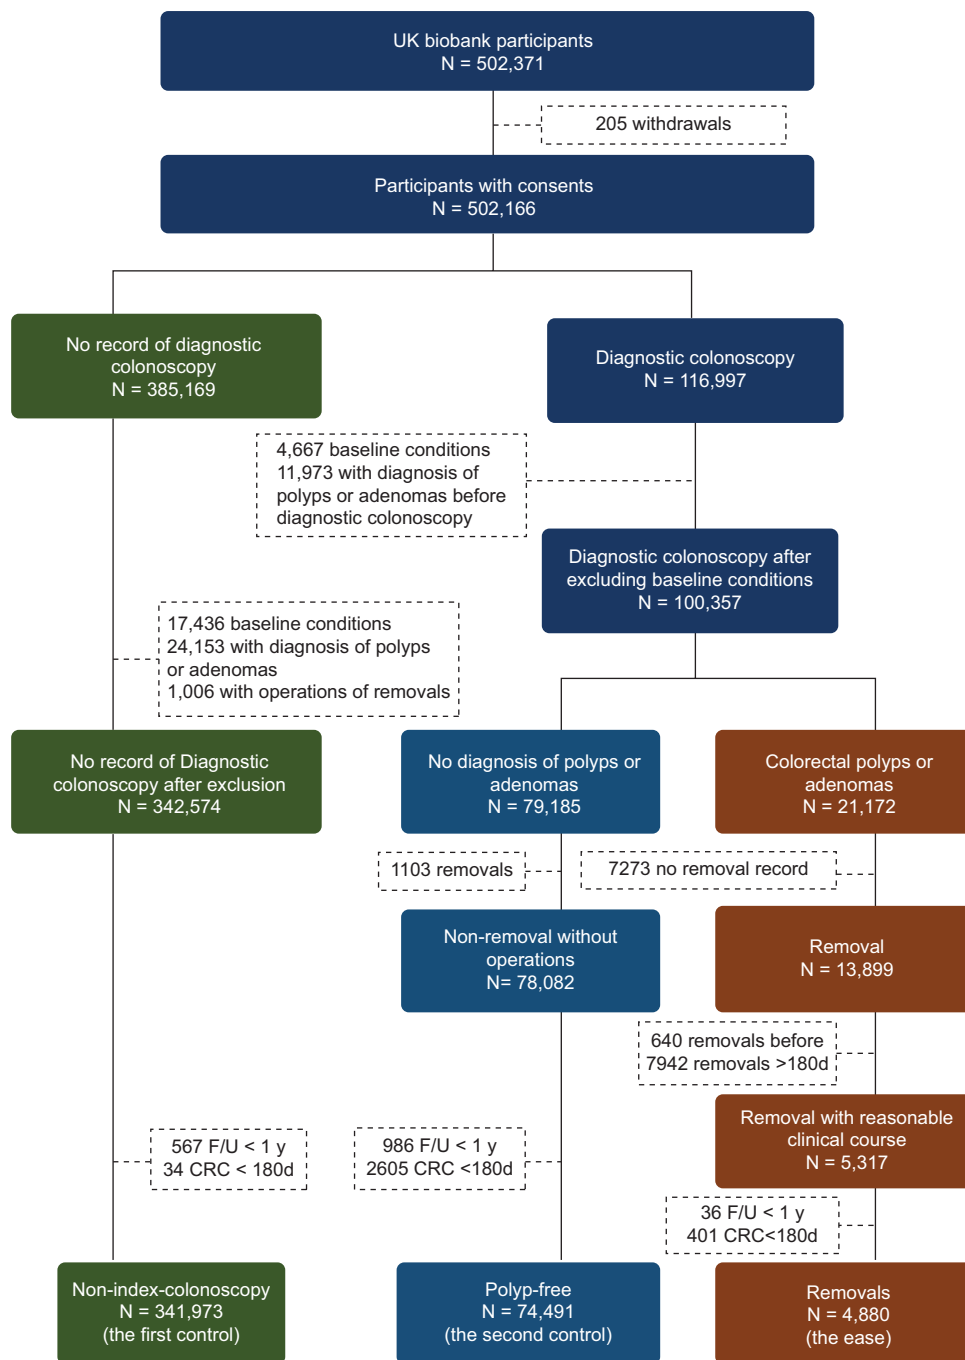 UK biobank participants
N = 502,371
205 withdrawals
Participants with consents
N = 502,166
No record of diagnostic
colonoscopy
N = 385,169
Diagnostic colonoscopy
N = 116,997
4,667 baseline conditions
11,973 with diagnosis of
polyps or adenomas before
diagnostic colonoscopy
Diagnostic colonoscopy after
excluding baseline conditions
N = 100,357
17,436 baseline conditions
24,153 with diagnosis of polyps
or adenomas
1,006 with operations of removals
No record of Diagnostic
colonoscopy after exclusion
N = 342,574
No diagnosis of polyps or
adenomas
N = 79,185
Colorectal polyps or
adenomas
N = 21,172
1103 removals
7273 no removal record
Non-removal without
operations
N= 78,082
Removal
N = 13,899
640 removals before
7942 removals >180d
Removal with reasonable
clinical course
N = 5,317
567 F/U < 1 y
34 CRC < 180d
986 F/U < 1 y
2605 CRC <180d
36 F/U < 1 y
401 CRC<180d
Non-index-colonoscopy
N = 341,973
(the first control)
Polyp-free
N = 74,491
(the second control)
Removals
N = 4,880
(the ease)